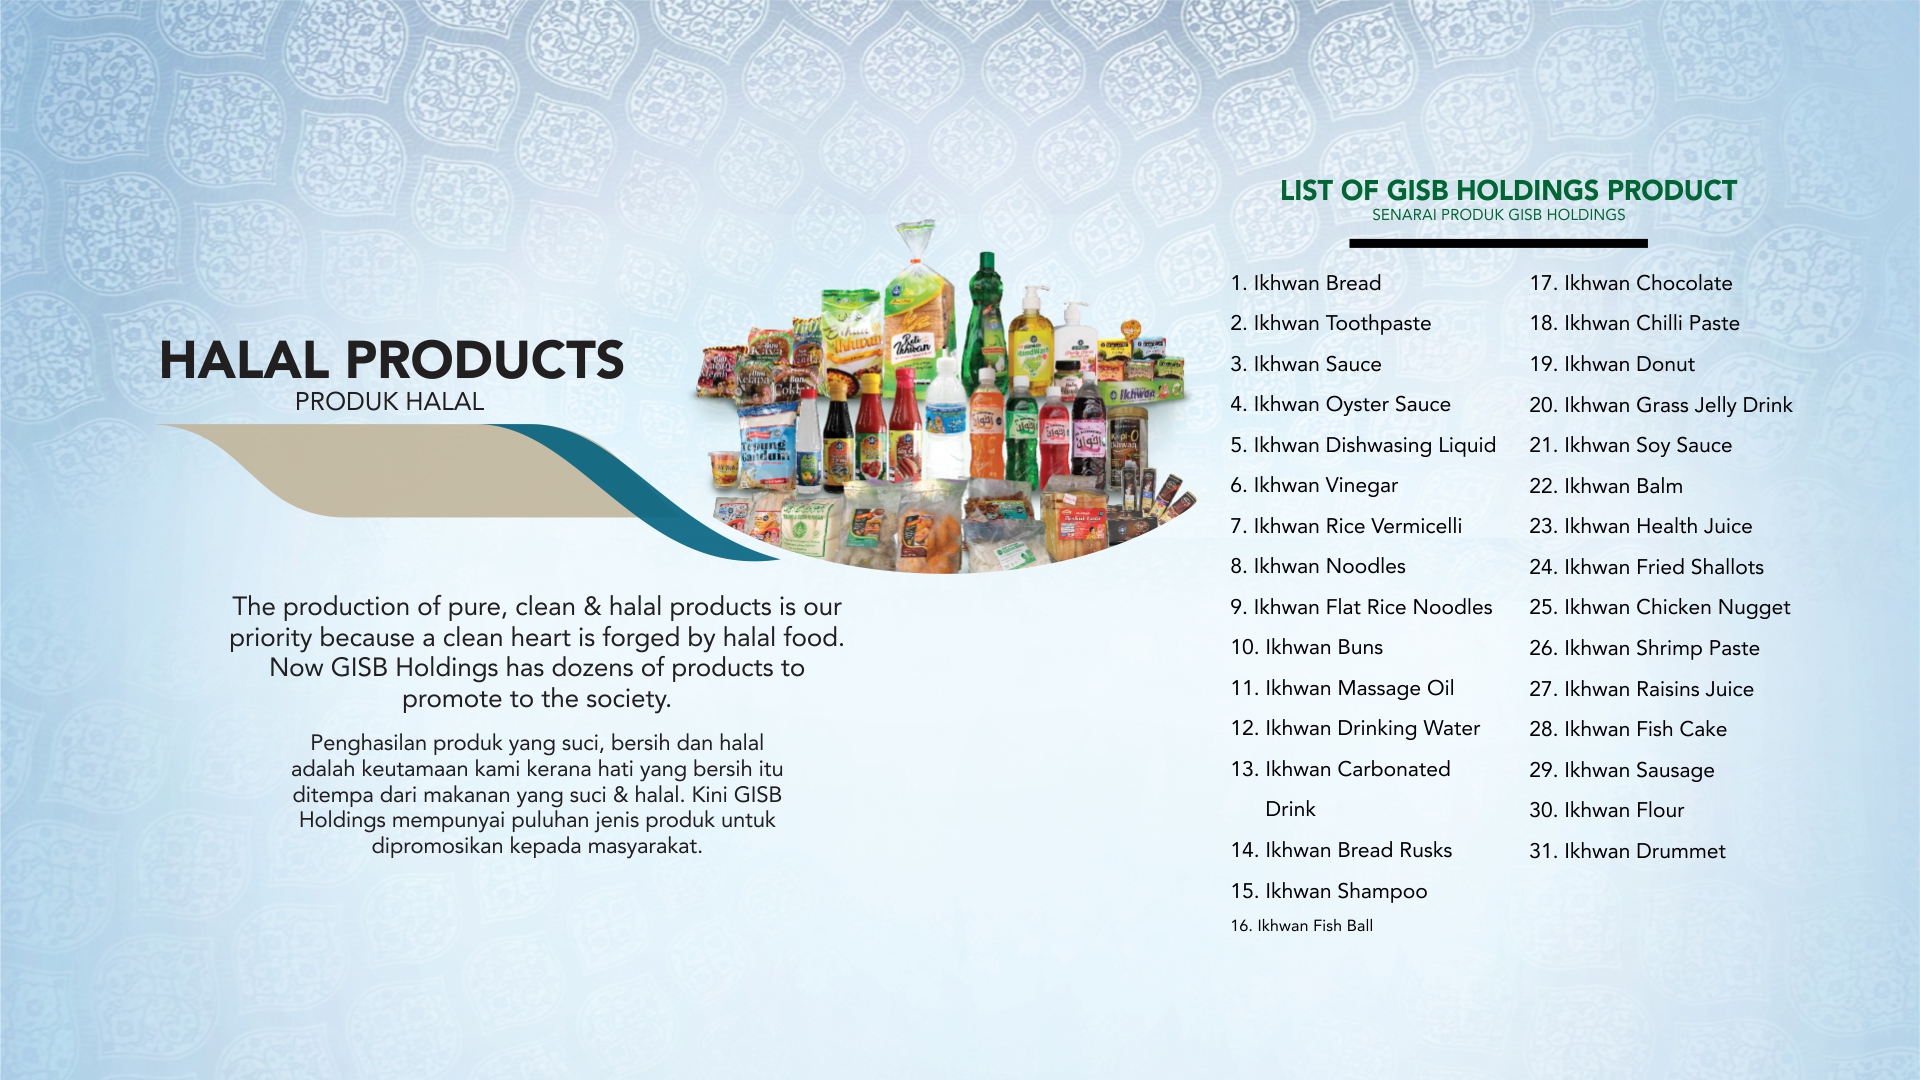 HALAL PRODUCTS
PRODUK HALAL
The production of pure, clean & halal products is our
priority because a clean heart is forged by halal food.
Now GISB Holdings has dozens of products to
promote to the society.
Penghasilan produk yang suci, bersih dan halal
adalah keutamaan kami kerana hati yang bersih itu
ditempa dari makanan yang suci & halal. Kini GISB
Holdings mempunyai puluhan jenis produk untuk
dipromosikan kepada masyarakat.
Roti
Ikhwan
Ikhwan
Tepung
Gandum
LIST OF GISB HOLDINGS PRODUCT
SENARAI PRODUK GISB HOLDINGS
1. Ikhwan Bread
2. Ikhwan Toothpaste
3. Ikhwan Sauce
4. Ikhwan Oyster Sauce
5. Ikhwan Dishwasing Liquid
6. Ikhwan Vinegar
7. Ikhwan Rice Vermicelli
8. Ikhwan Noodles
9. Ikhwan Flat Rice Noodles
10. Ikhwan Buns
11. Ikhwan Massage Oil
12. Ikhwan Drinking Water
13. Ikhwan Carbonated
Drink
14. Ikhwan Bread Rusks
15. Ikhwan Shampoo
16. Ikhwan Fish Ball
17. Ikhwan Chocolate
18. Ikhwan Chilli Paste
19. Ikhwan Donut
20. Ikhwan Grass Jelly Drink
21. Ikhwan Soy Sauce
22. Ikhwan Balm
23. Ikhwan Health Juice
24. Ikhwan Fried Shallots
25. Ikhwan Chicken Nugget
26. Ikhwan Shrimp Paste
27. Ikhwan Raisins Juice
28. Ikhwan Fish Cake
29. Ikhwan Sausage
30. Ikhwan Flour
31. Ikhwan Drummet